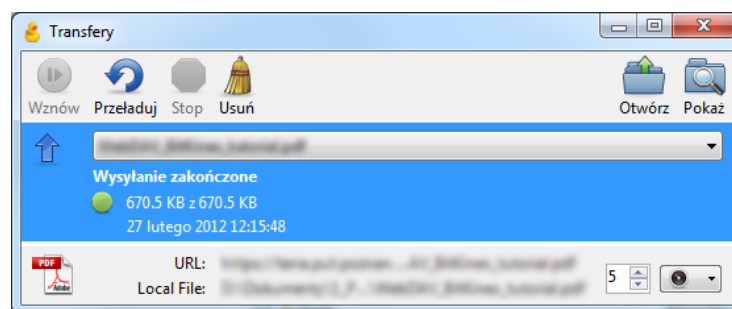 Transfery
Wznów Przeładuj Stop Usuń Otwórz Pokaż
Wysyłanie zakończone
670.5 KB z 670.5 KB
27 lutego 2012 12:15:48
PDF
Adobe
URL:
5
Local File: